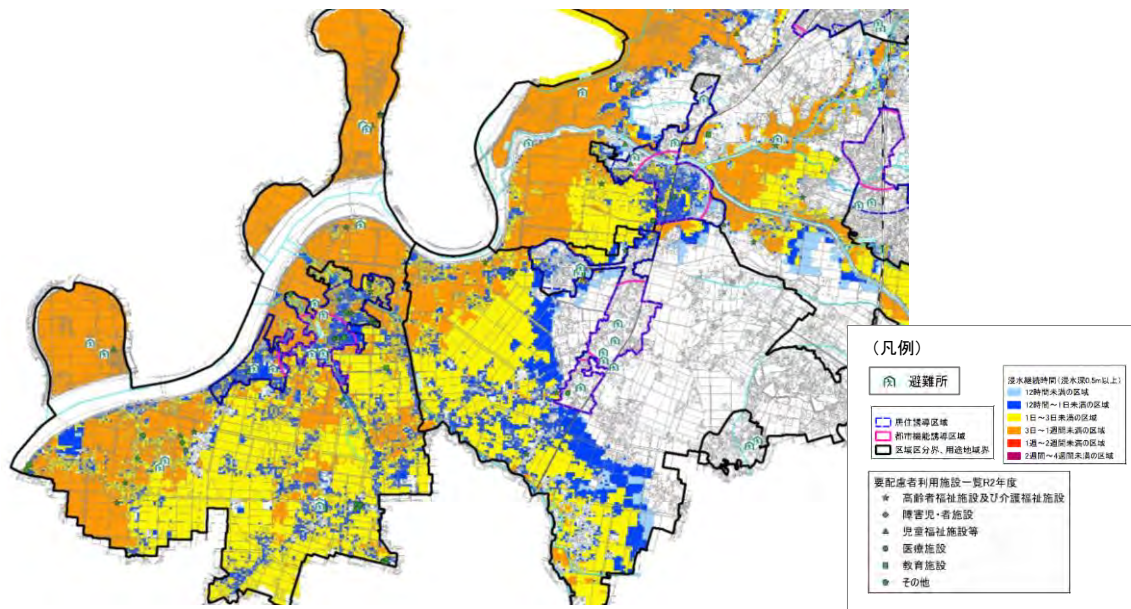 (凡例)
避難所
居住誘導区域
都市機能誘導区域
区域区分界、用途地域界
浸水継続時間(浸水深0.5m以上)
12時間未満の区域
12時間～1日未満の区域
1日～3日未満の区域
3日～1週間未満の区域
1週～2週間未満の区域
2週間～4週間未満の区域
要配慮者利用施設一覧R2年度
高齢者福祉施設及び介護福祉施設
障害児・者施設
児童福祉施設等
医療施設
教育施設
その他